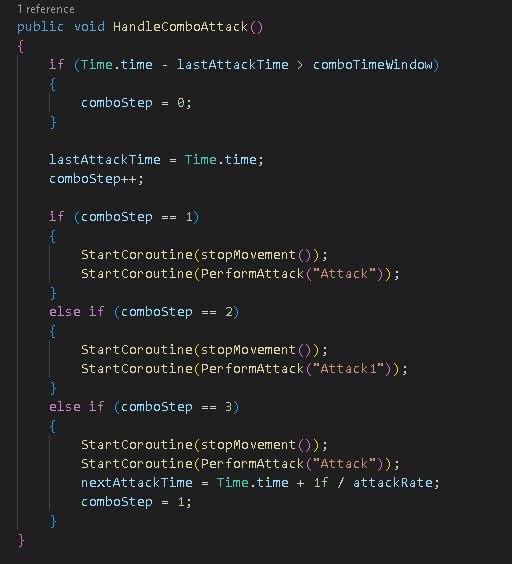 1 reference
public void HandleComboAttack()
{
    if (Time.time - lastAttackTime > comboTimeWindow)
    {
        comboStep = 0;
    }

    lastAttackTime = Time.time;
    comboStep++;

    if (comboStep == 1)
    {
        StartCoroutine(stopMovement());
        StartCoroutine(PerformAttack("Attack"));
    }
    else if (comboStep == 2)
    {
        StartCoroutine(stopMovement());
        StartCoroutine(PerformAttack("Attack1"));
    }
    else if (comboStep == 3)
    {
        StartCoroutine(stopMovement());
        StartCoroutine(PerformAttack("Attack"));
        nextAttackTime = Time.time + 1f / attackRate;
        comboStep = 1;
    }
}